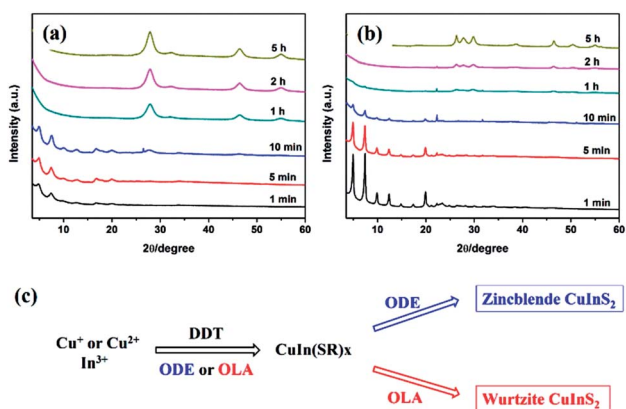 (a)
5 h
2 h
1 h
10 min
5 min
1 min
Intensity (a.u.)
10 20 30 40 50 60
2θ/degree
(b)
5 h
2 h
1 h
10 min
5 min
1 min
Intensity (a.u.)
10 20 30 40 50 60
2θ/degree
(c)
Cu⁺ or Cu²⁺
In³⁺
DDT
ODE or OLA
CuIn(SR)x
ODE
Zincblende CuInS₂
OLA
Wurtzite CuInS₂